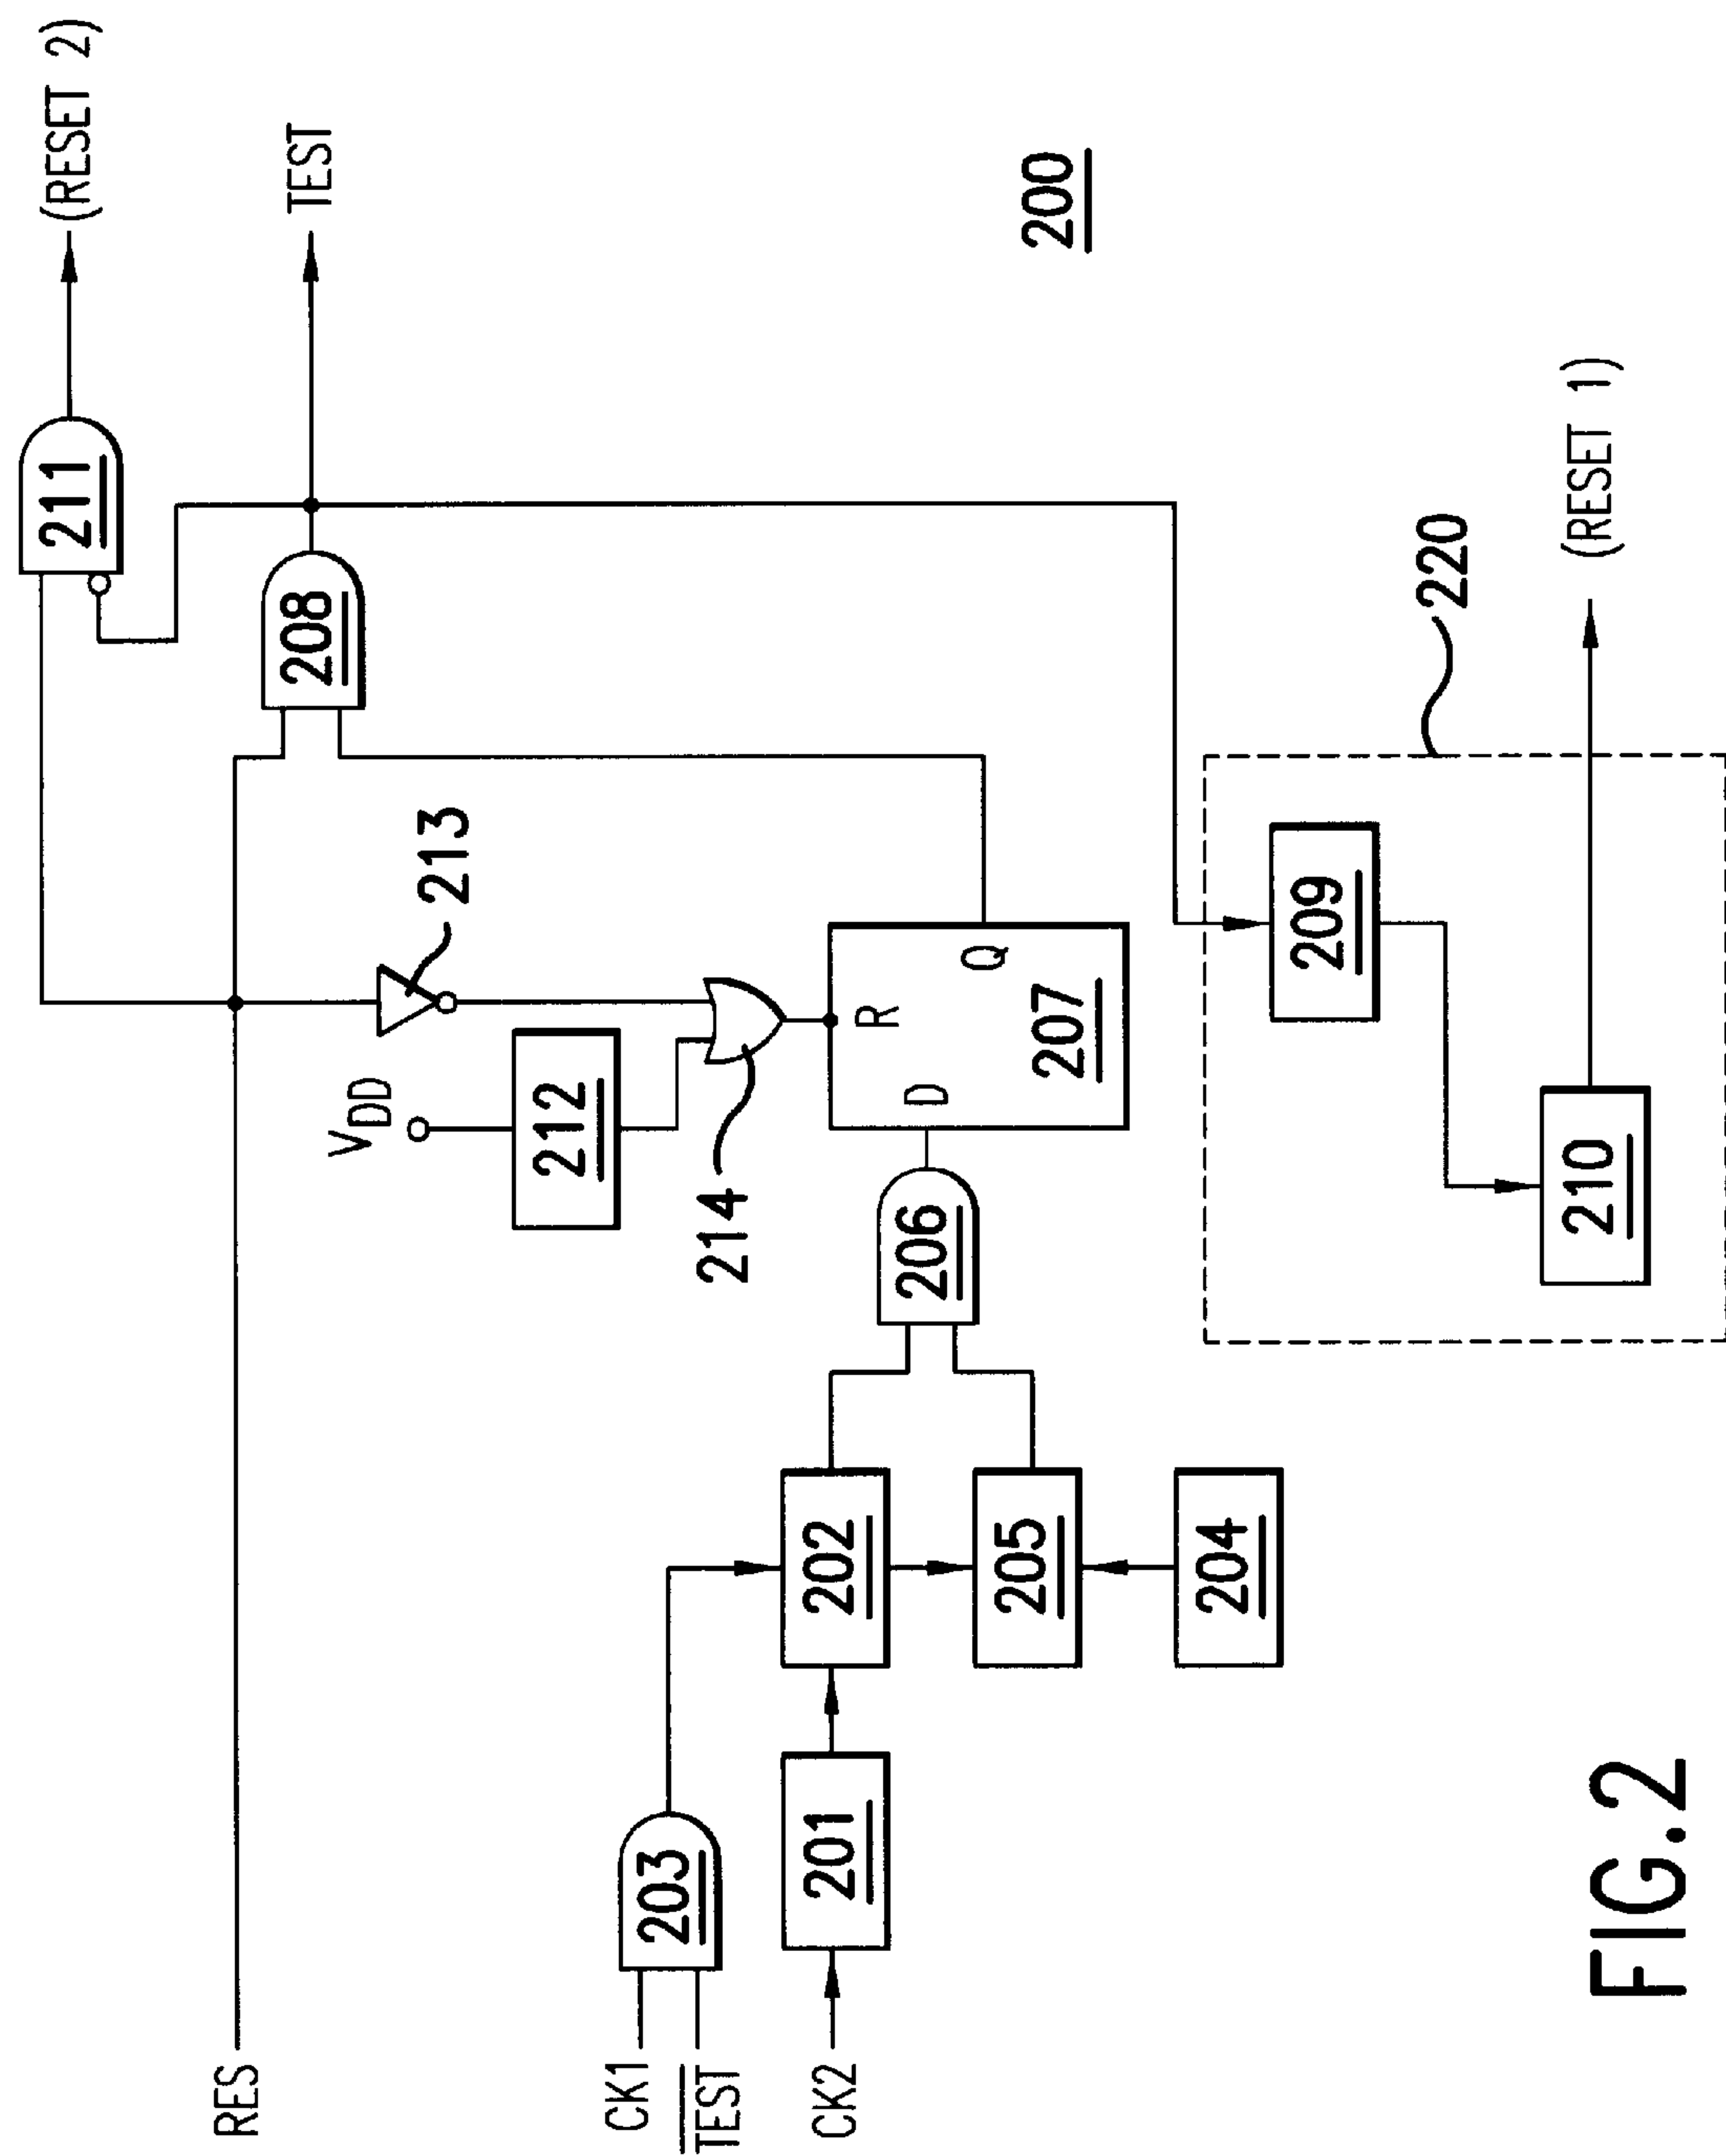 (RESET 2)
211
TEST
208
RES
213
V_DD
212
214
R
D
Q
207
200
CK1
T̅E̅S̅T̅
203
206
202
CK2
201
205
204
220
209
210
(RESET 1)
FIG.2